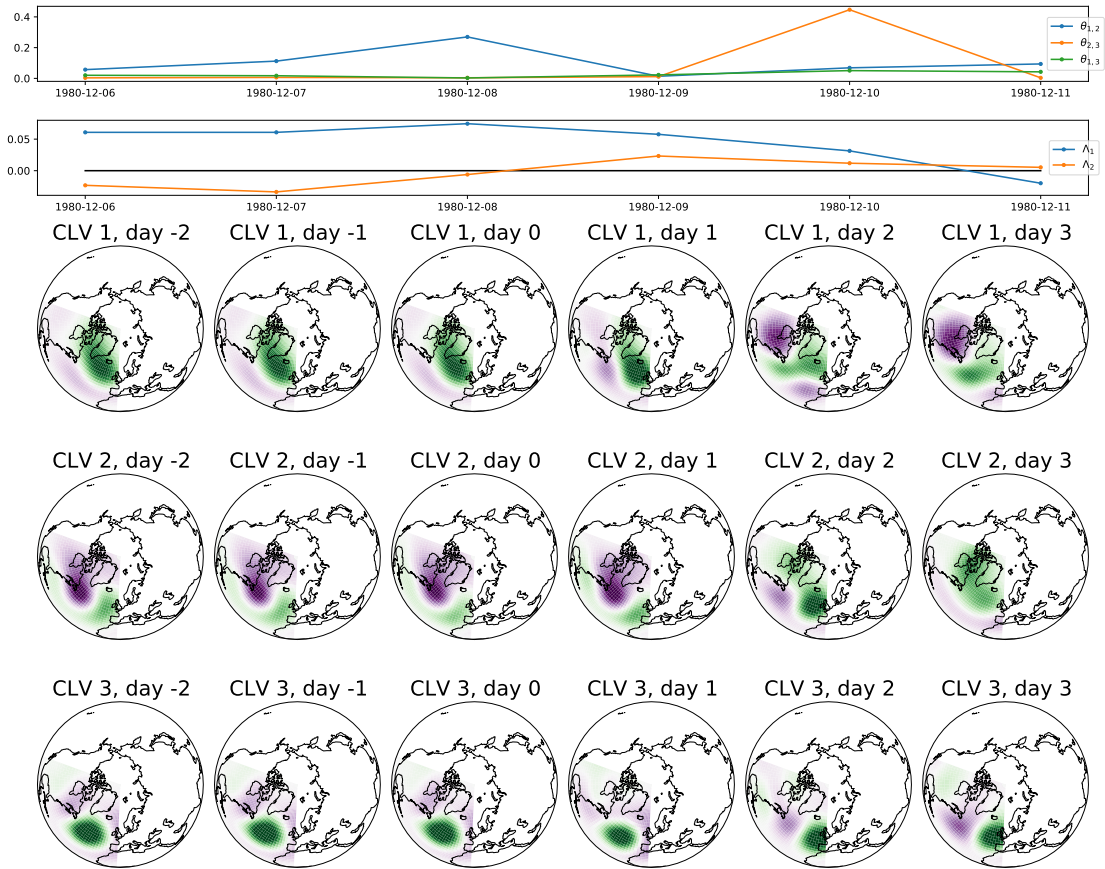 0.4
0.2
0.0
θ1,2
θ2,3
θ1,3
1980-12-06 1980-12-07 1980-12-08 1980-12-09 1980-12-10 1980-12-11
0.05
0.00
Λ1
Λ2
1980-12-06 1980-12-07 1980-12-08 1980-12-09 1980-12-10 1980-12-11
CLV 1, day -2 CLV 1, day -1 CLV 1, day 0 CLV 1, day 1 CLV 1, day 2 CLV 1, day 3
CLV 2, day -2 CLV 2, day -1 CLV 2, day 0 CLV 2, day 1 CLV 2, day 2 CLV 2, day 3
CLV 3, day -2 CLV 3, day -1 CLV 3, day 0 CLV 3, day 1 CLV 3, day 2 CLV 3, day 3